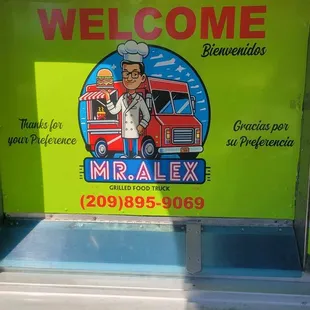 WELCOME
Bienvenidos
Thanks for
your Preference
Gracias por
su Preferencia
MR.ALEX
GRILLED FOOD TRUCK
(209)895-9069